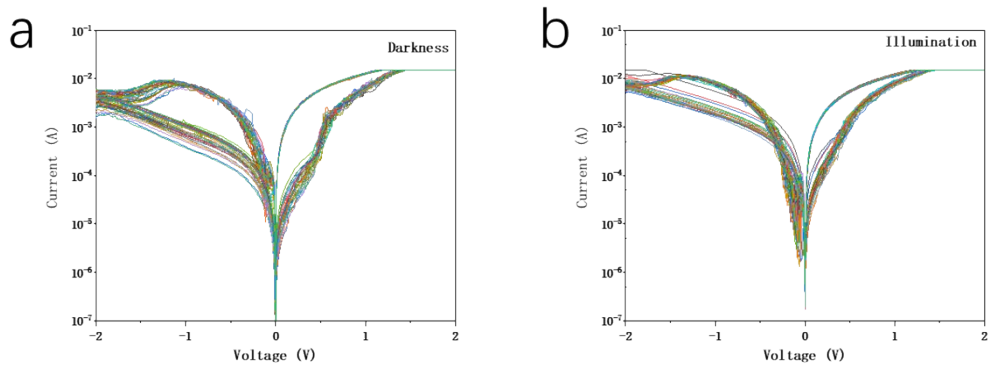 a
Darkness
10⁻¹
10⁻²
10⁻³
10⁻⁴
10⁻⁵
10⁻⁶
10⁻⁷
Current (A)
-2 -1 0 1 2
Voltage (V)
b
Illumination
10⁻¹
10⁻²
10⁻³
10⁻⁴
10⁻⁵
10⁻⁶
10⁻⁷
Current (A)
-2 -1 0 1 2
Voltage (V)